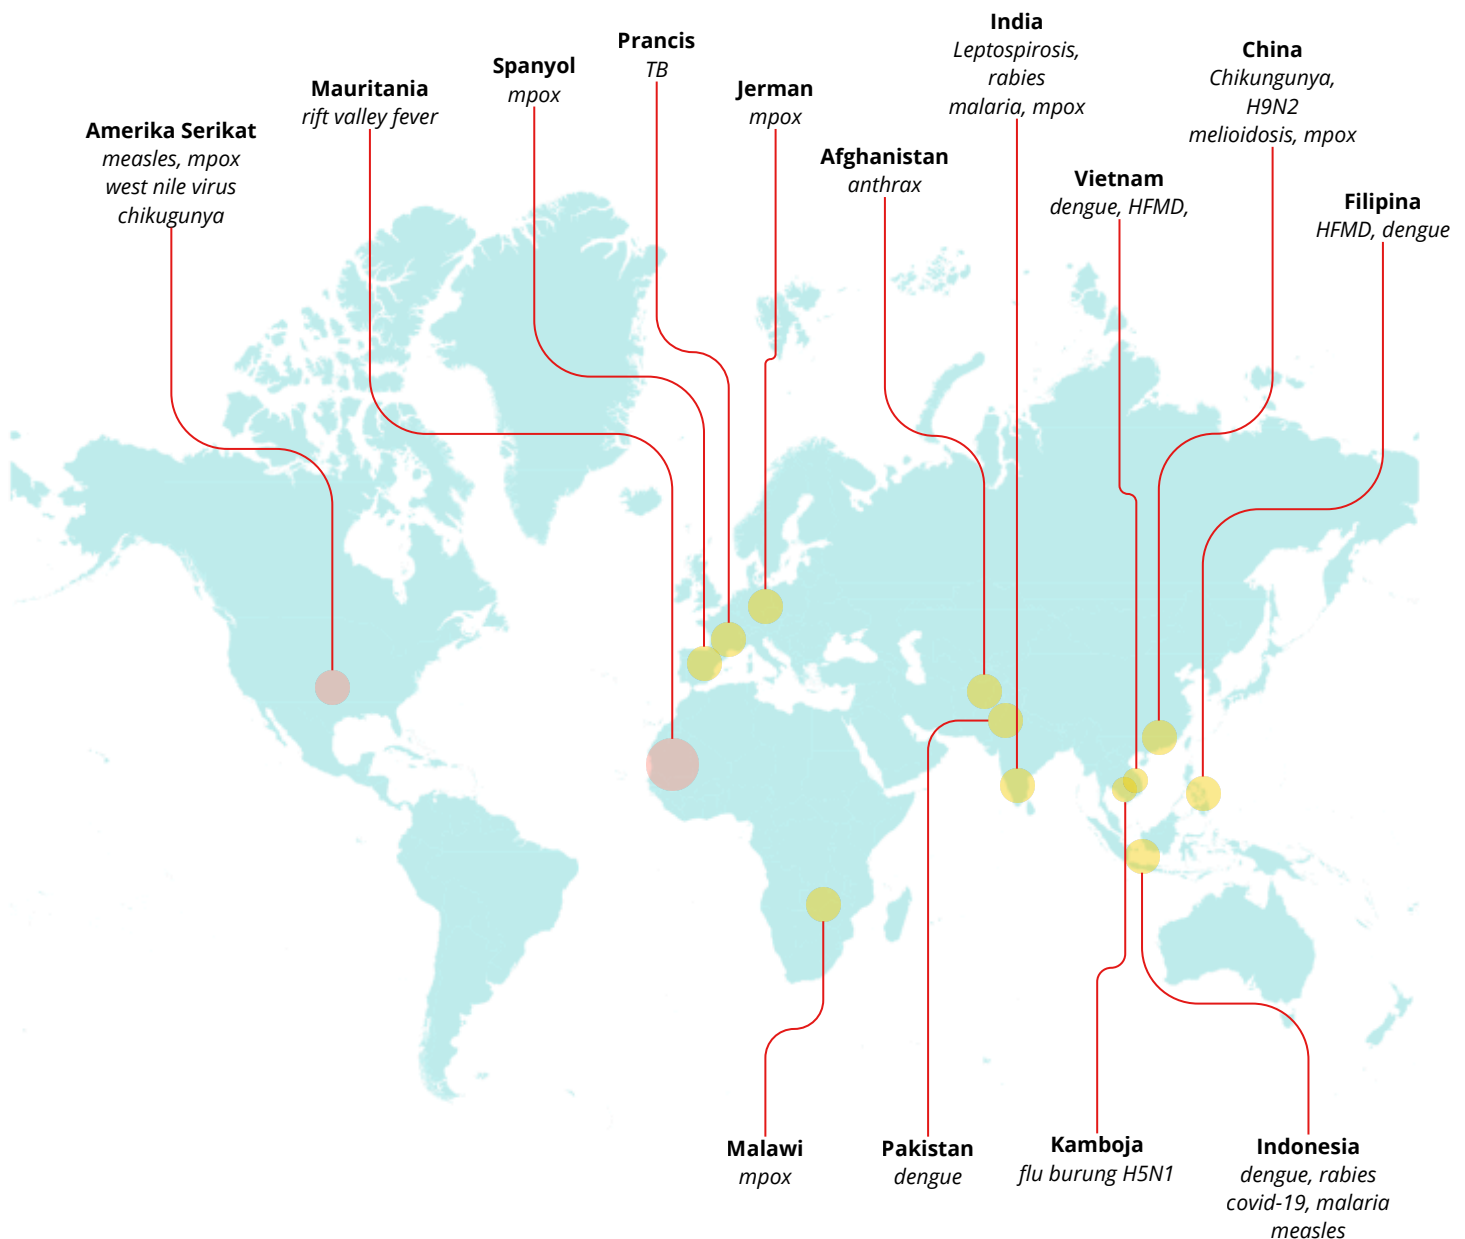 Amerika Serikat
measles, mpox
west nile virus
chikugunya
Mauritania
rift valley fever
Spanyol
mpox
Prancis
TB
Jerman
mpox
Afghanistan
anthrax
India
Leptospirosis,
rabies
malaria, mpox
Vietnam
dengue, HFMD,
China
Chikungunya,
H9N2
melioidosis, mpox
Filipina
HFMD, dengue
Malawi
mpox
Pakistan
dengue
Kamboja
flu burung H5N1
Indonesia
dengue, rabies
covid-19, malaria
measles